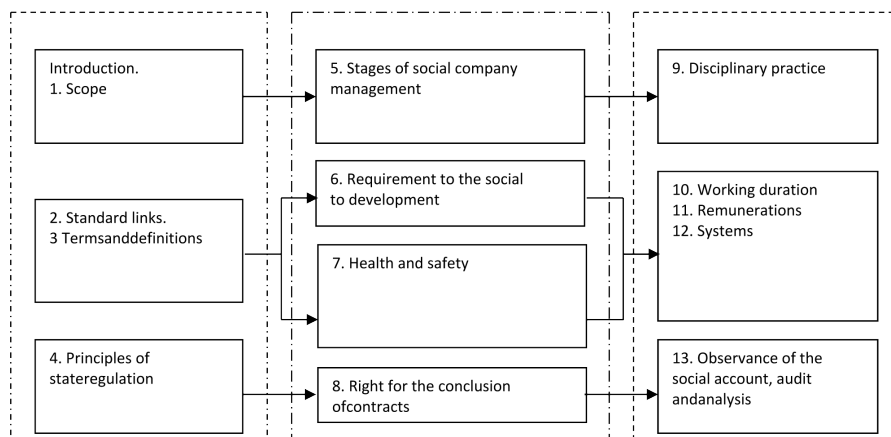 Introduction.
1. Scope
2. Standard links.
3 Termsanddefinitions
4. Principles of
stateregulation
5. Stages of social company
management
6. Requirement to the social
to development
7. Health and safety
8. Right for the conclusion
ofcontracts
9. Disciplinary practice
10. Working duration
11. Remunerations
12. Systems
13. Observance of the
social account, audit
andanalysis